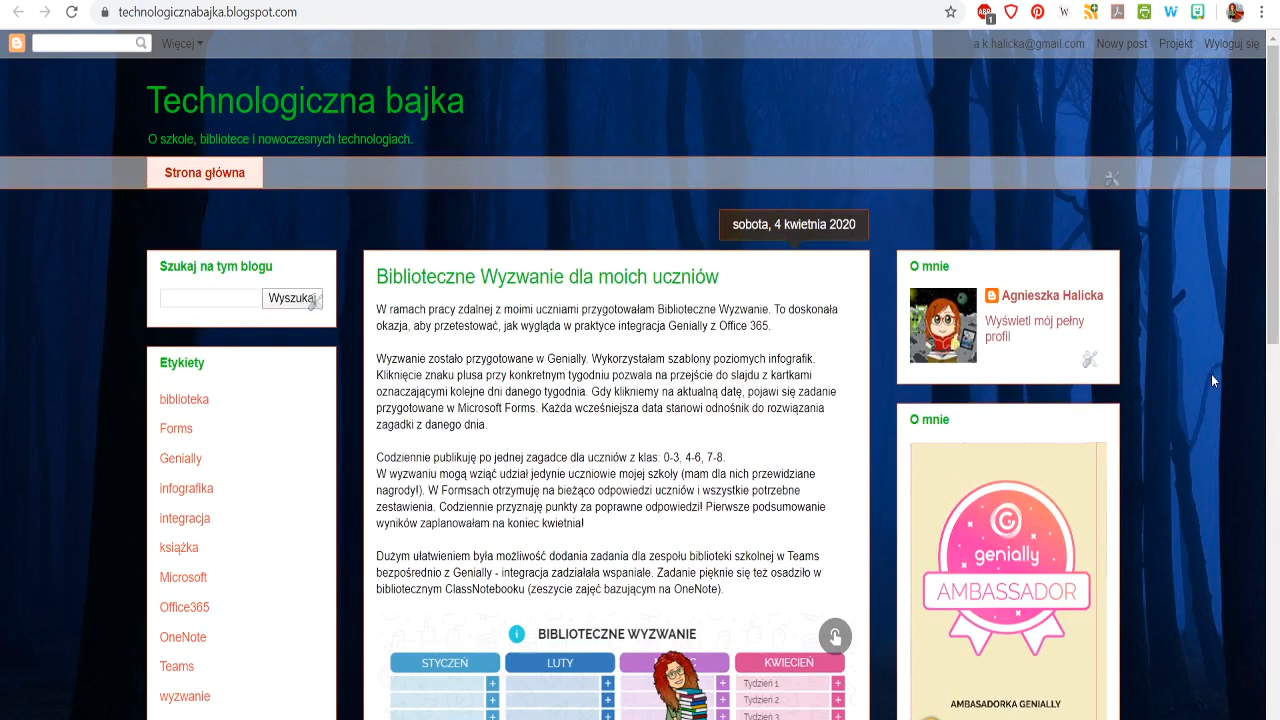 technologicznabajka.blogspot.com
ABP
1
W
W
Więcej
a.k.halicka@gmail.com Nowy post Projekt Wyloguj się
Technologiczna bajka
O szkole, bibliotece i nowoczesnych technologiach.
Strona główna
sobota, 4 kwietnia 2020
Szukaj na tym blogu
Wyszukaj
Etykiety
biblioteka
Forms
Genially
infografika
integracja
książka
Microsoft
Office365
OneNote
Teams
wyzwanie
Biblioteczne Wyzwanie dla moich uczniów
W ramach pracy zdalnej z moimi uczniami przygotowałam Biblioteczne Wyzwanie. To doskonała
okazja, aby przetestować, jak wygląda w praktyce integracja Genially z Office 365.
Wyzwanie zostało przygotowane w Genially. Wykorzystałam szablony poziomych infografik.
Kliknięcie znaku plusa przy konkretnym tygodniu pozwala na przejście do slajdu z kartkami
oznaczającymi kolejne dni danego tygodnia. Gdy klikniemy na aktualną datę, pojawi się zadanie
przygotowane w Microsoft Forms. Każda wcześniejsza data stanowi odnośnik do rozwiązania
zagadki z danego dnia.
Codziennie publikuję po jednej zagadce dla uczniów z klas: 0-3, 4-6, 7-8.
W wyzwaniu mogą wziąć udział jedynie uczniowie mojej szkoły (mam dla nich przewidziane
nagrody!). W Formsach otrzymuję na bieżąco odpowiedzi uczniów i wszystkie potrzebne
zestawienia. Codziennie przyznaję punkty za poprawne odpowiedzi! Pierwsze podsumowanie
wyników zaplanowałam na koniec kwietnia!
Dużym ułatwieniem była możliwość dodania zadania dla zespołu biblioteki szkolnej w Teams
bezpośrednio z Genially - integracja zadziałała wspaniale. Zadanie pięknie się też osadziło w
bibliotecznym ClassNotebooku (zeszycie zajęć bazującym na OneNote).
BIBLIOTECZNE WYZWANIE
STYCZEŃ LUTY KWIECIEŃ
Tydzień 1
Tydzień 2
Tydzień 3
O mnie
Agnieszka Halicka
Wyświetl mój pełny
profil
O mnie
genially
AMBASSADOR
AMBASADORKA GENIALLY